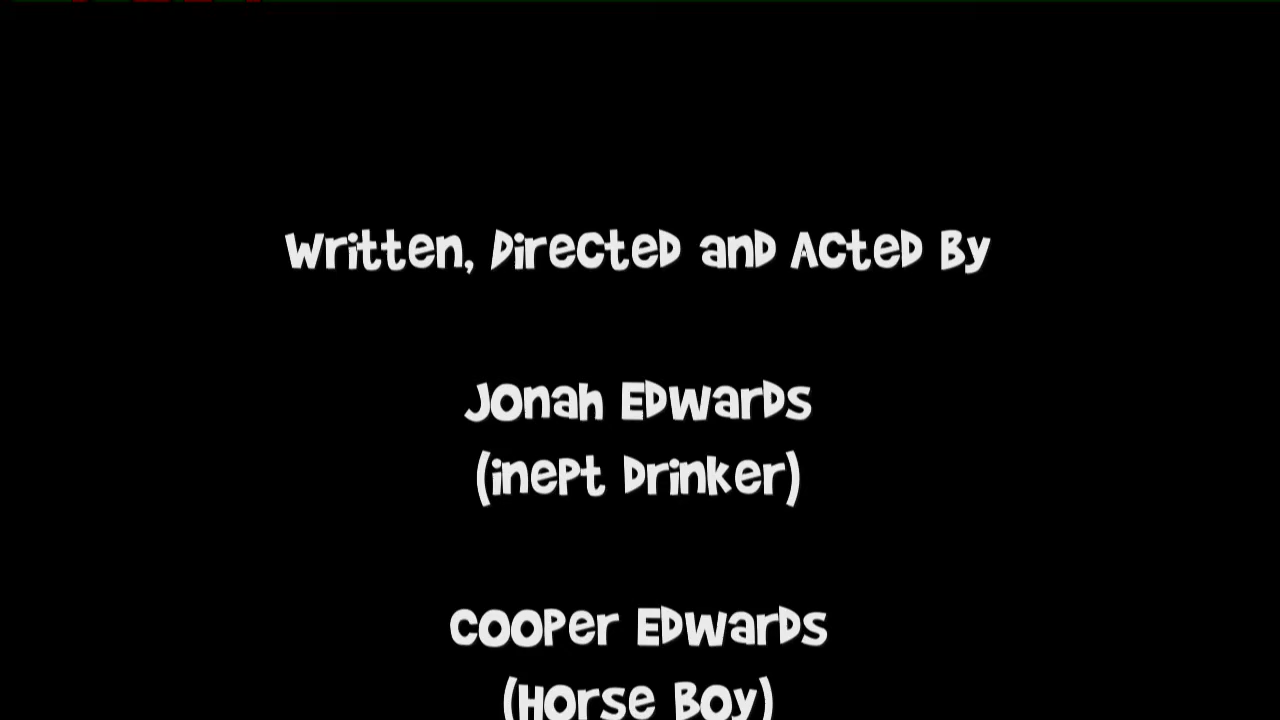 Written, Directed and Acted By
Jonah Edwards
(inept Drinker)
Cooper Edwards
(Horse Boy)